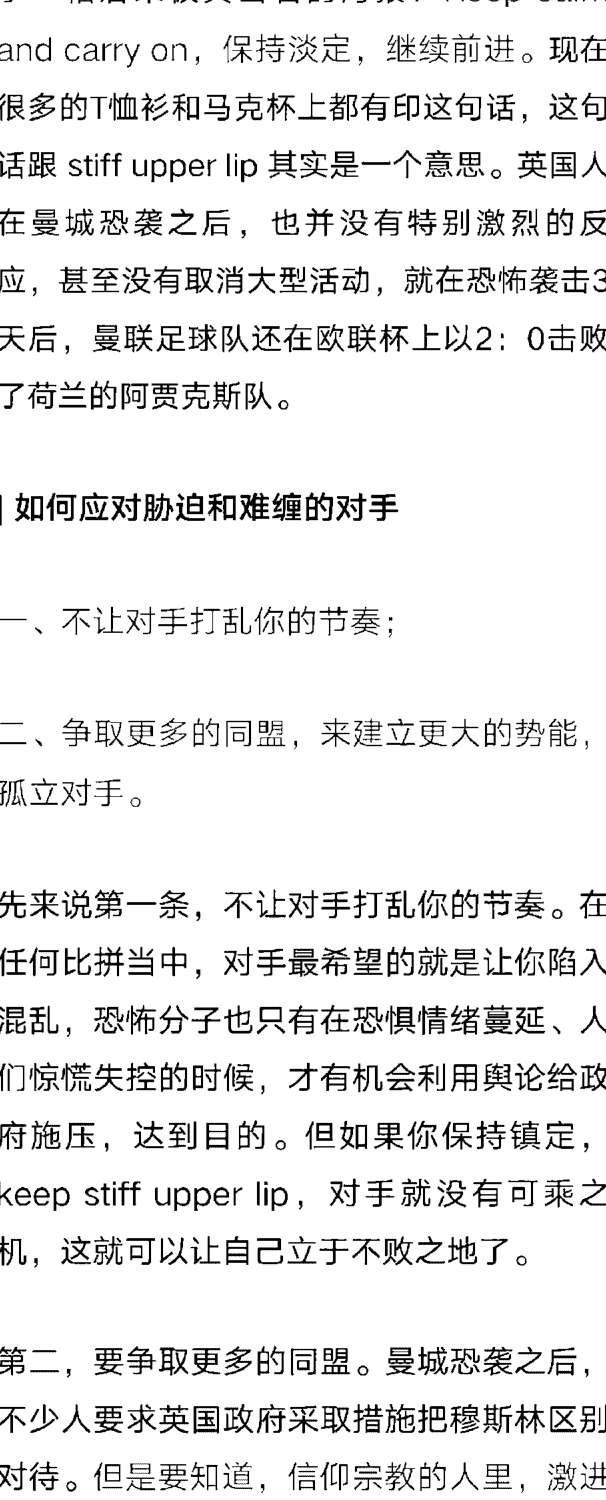 and carry on，保持淡定，继续前进。现在
很多的T恤衫和马克杯上都有印这句话，这句
话跟 stiff upper lip 其实是一个意思。英国人
在曼城恐袭之后，也并没有特别激烈的反
应，甚至没有取消大型活动，就在恐怖袭击3
天后，曼联足球队还在欧联杯上以2：0击败
了荷兰的阿贾克斯队。
| 如何应对胁迫和难缠的对手
一、不让对手打乱你的节奏；
二、争取更多的同盟，来建立更大的势能，
孤立对手。
先来说第一条，不让对手打乱你的节奏。在
任何比拼当中，对手最希望的就是让你陷入
混乱，恐怖分子也只有在恐惧情绪蔓延、人
们惊慌失控的时候，才有机会利用舆论给政
府施压，达到目的。但如果你保持镇定，
keep stiff upper lip，对手就没有可乘之
机，这就可以让自己立于不败之地了。
第二，要争取更多的同盟。曼城恐袭之后，
不少人要求英国政府采取措施把穆斯林区别
对待。但是要知道，信仰宗教的人里，激进